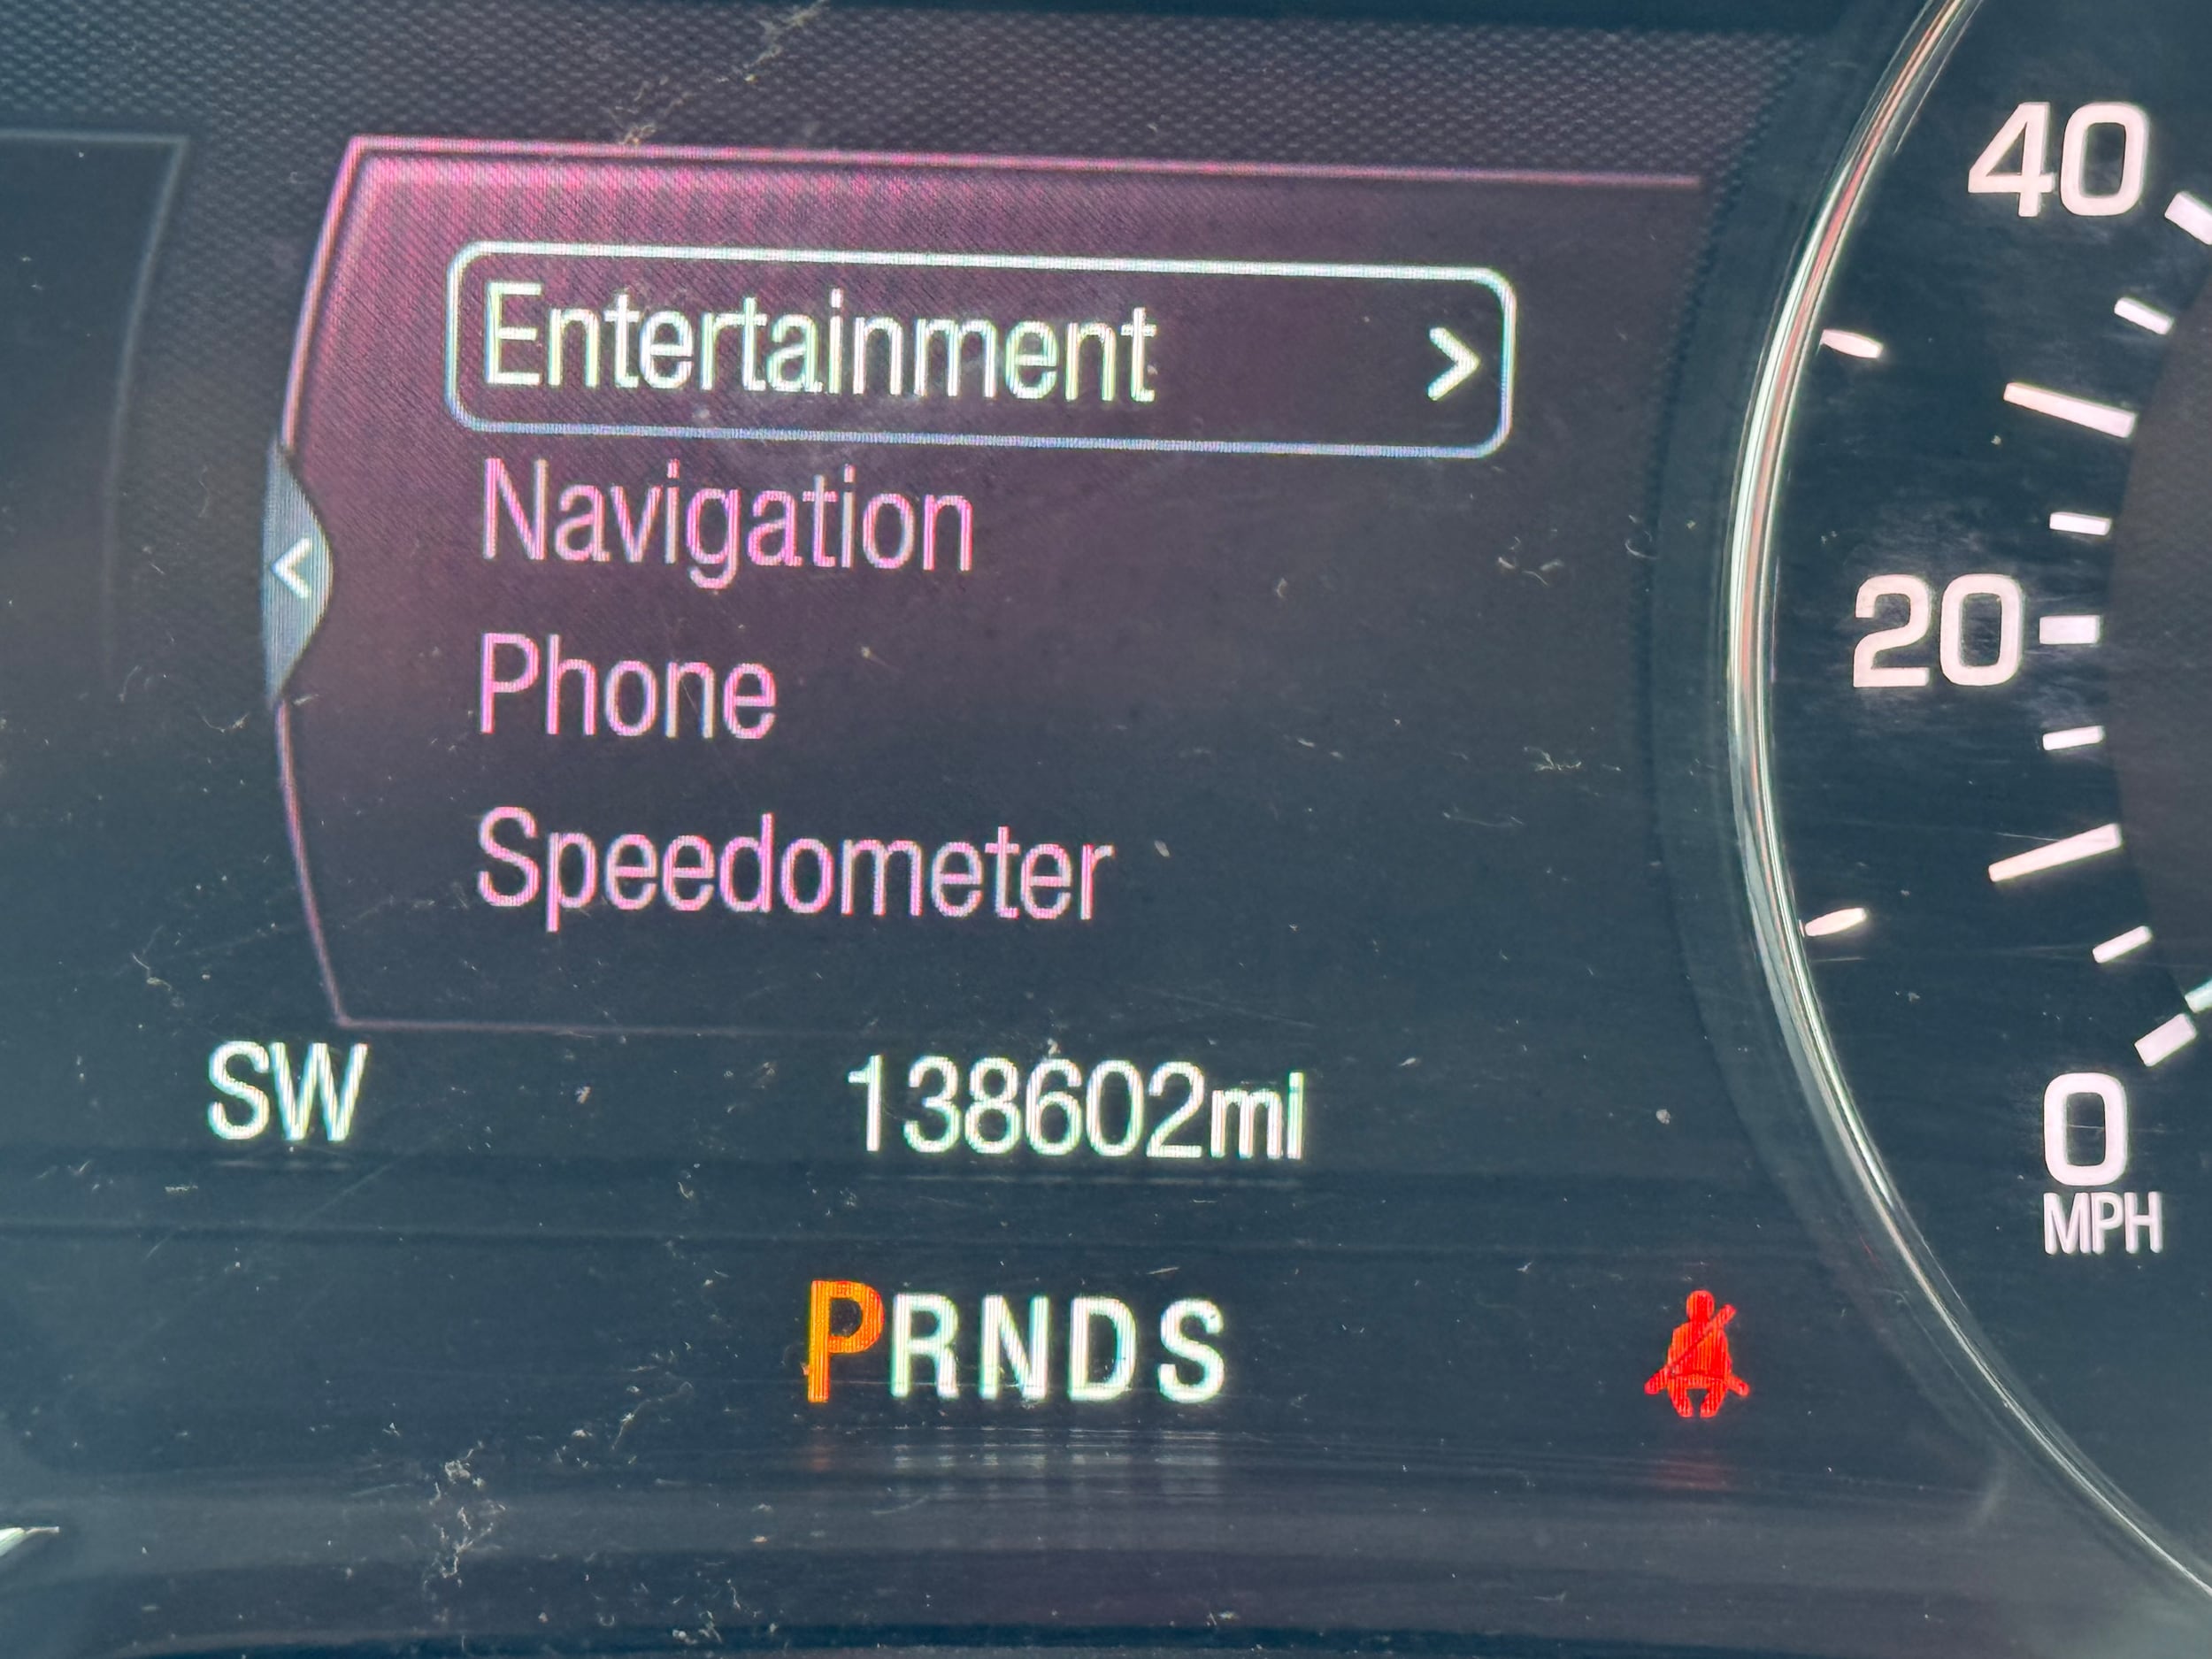 Entertainment >
<
Navigation
Phone
Speedometer
SW 138602mi
PRNDS
40
20
0
MPH